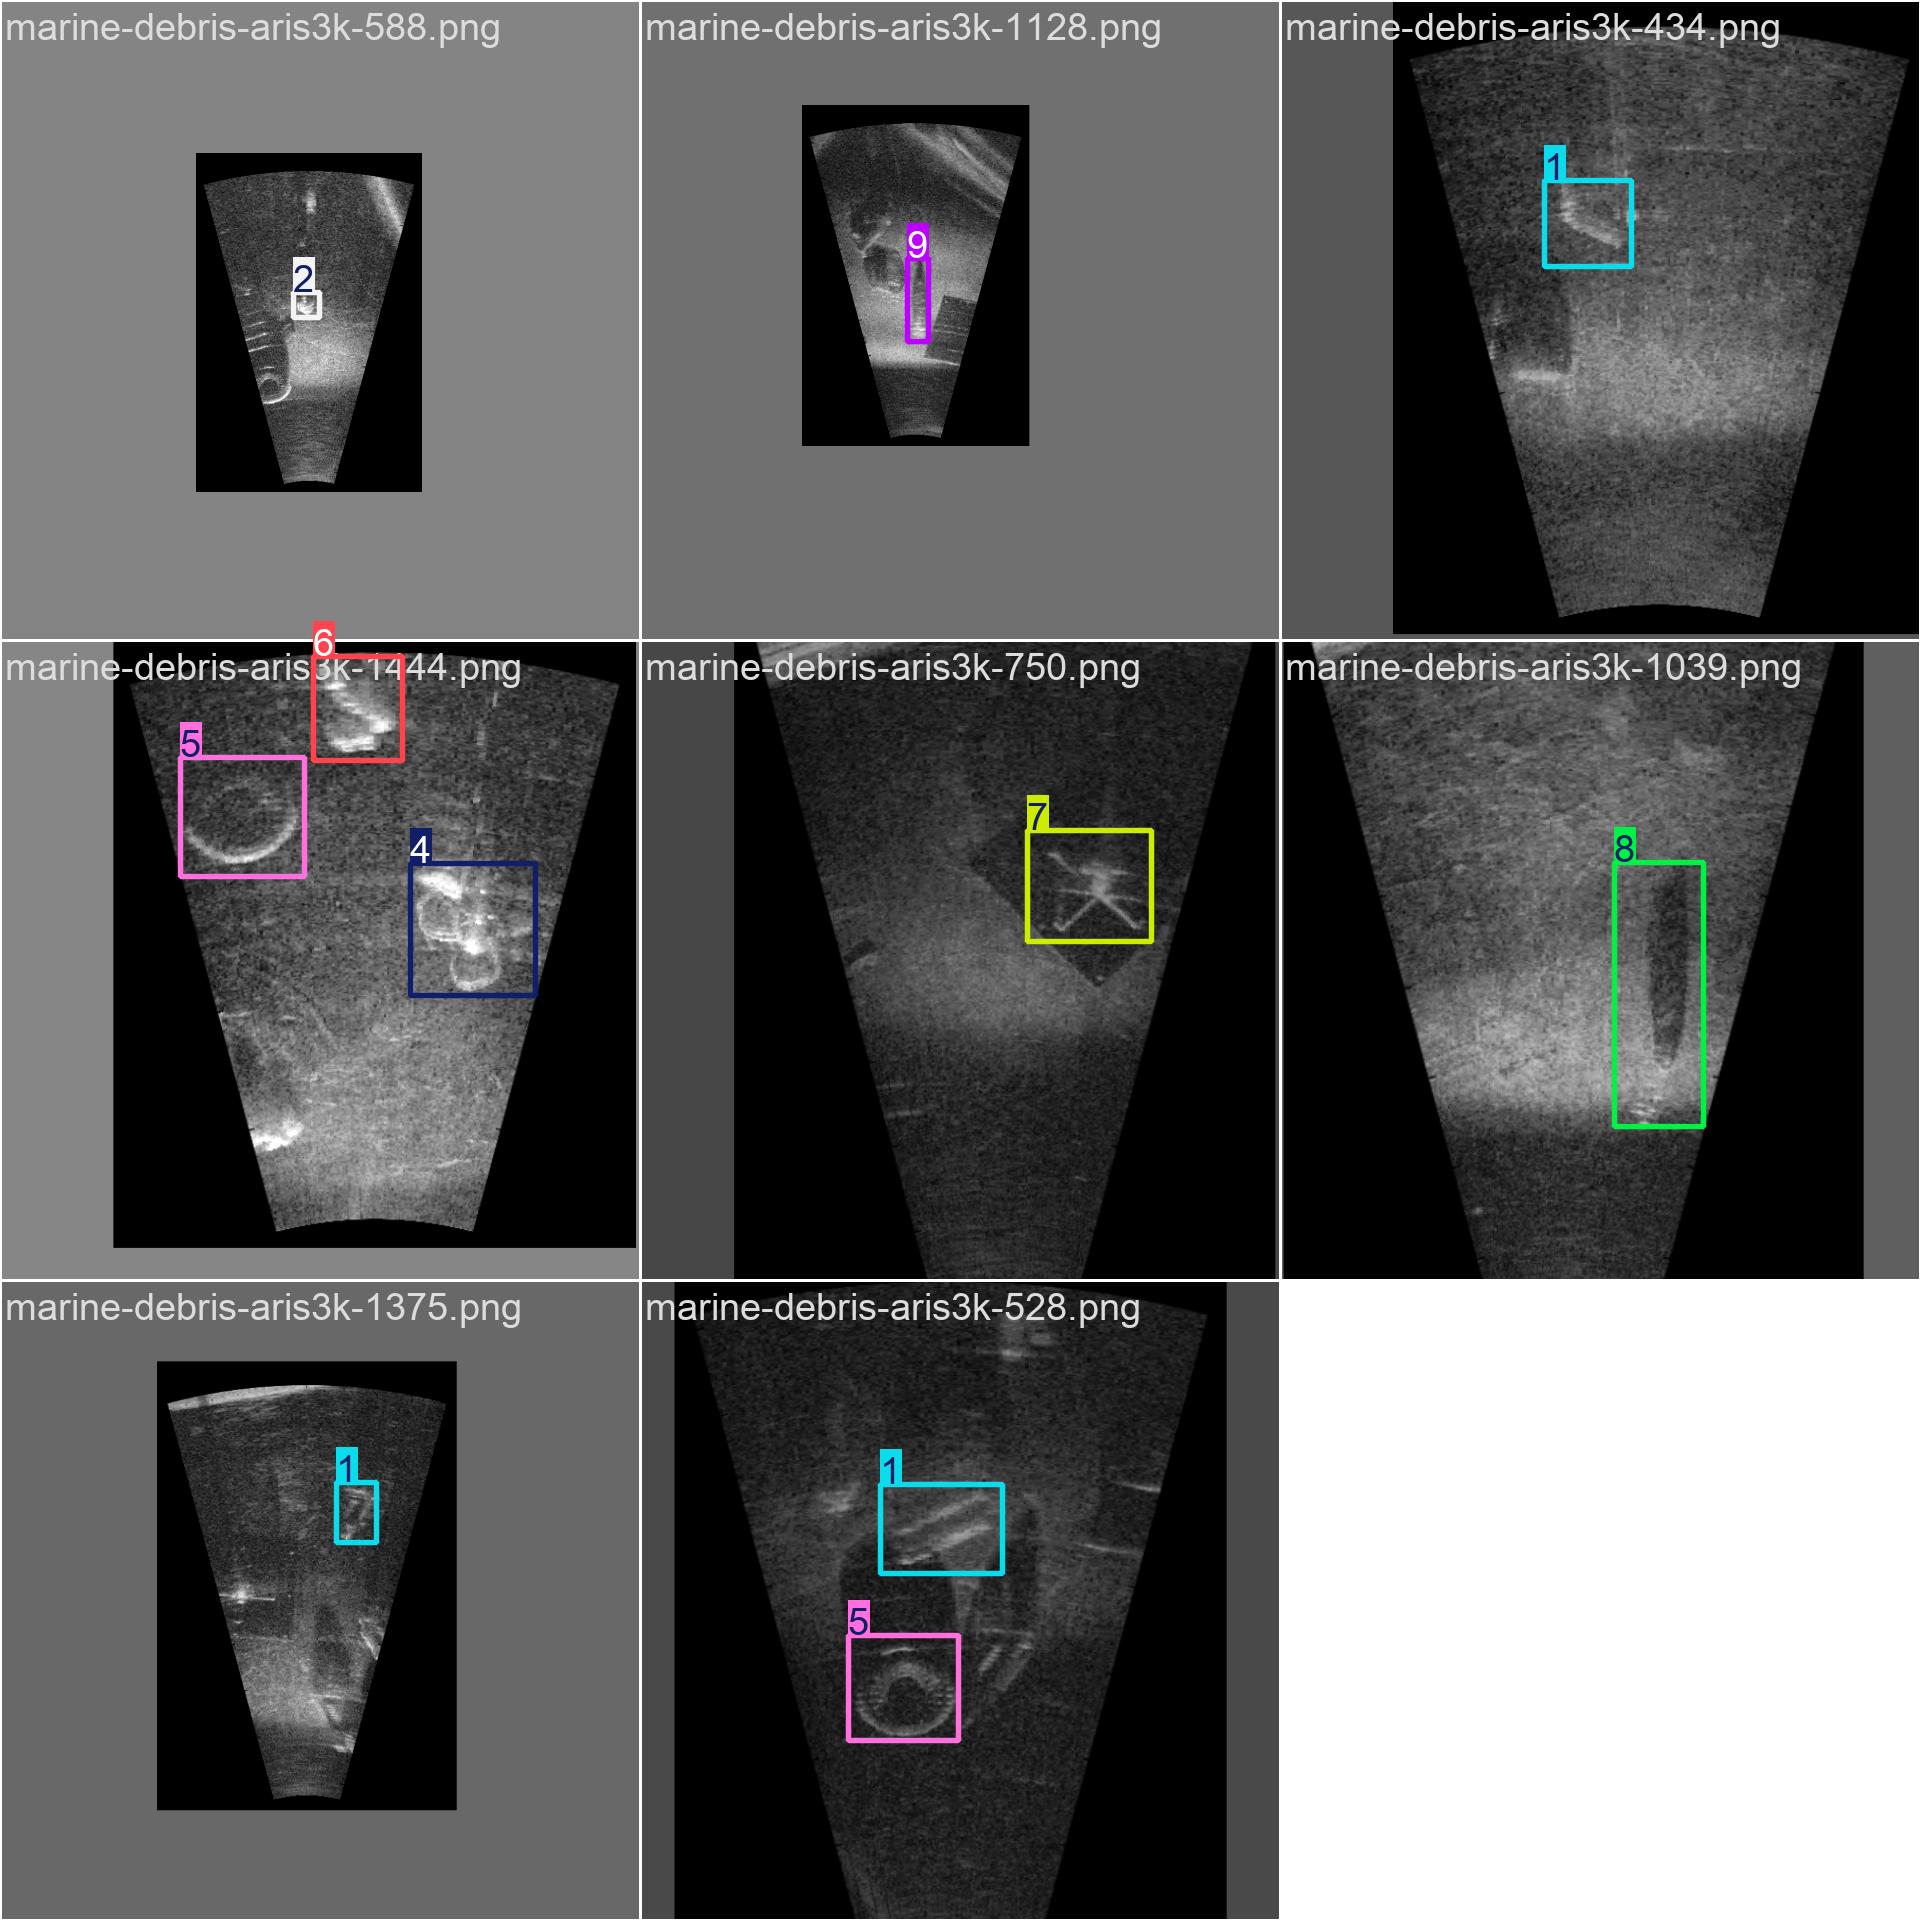 marine-debris-aris3k-588.png
marine-debris-aris3k-1128.png
marine-debris-aris3k-434.png
2
9
1
marine-debris-aris3k-1444.png
marine-debris-aris3k-750.png
marine-debris-aris3k-1039.png
6
5
4
7
8
marine-debris-aris3k-1375.png
marine-debris-aris3k-528.png
1
1
5